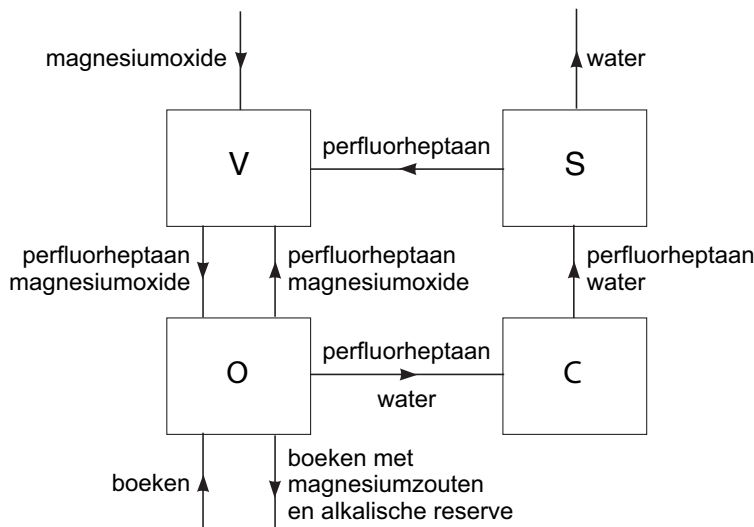 magnesiumoxide
water
V
perfluorheptaan
S
perfluorheptaan
magnesiumoxide
perfluorheptaan
magnesiumoxide
perfluorheptaan
water
O
perfluorheptaan
water
C
boeken
boeken met
magnesiumzouten
en alkalische reserve